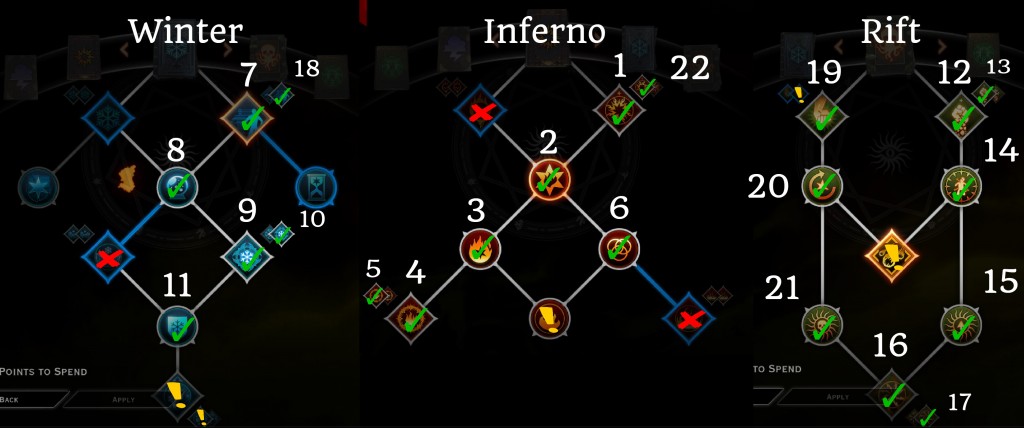 Winter
7
18
8
9
10
11
POINTS TO SPEND
BACK
APPLY
Inferno
1
22
2
3
6
5
4
Rift
19
12
13
14
20
21
15
16
TO SPEND
APPLY
17